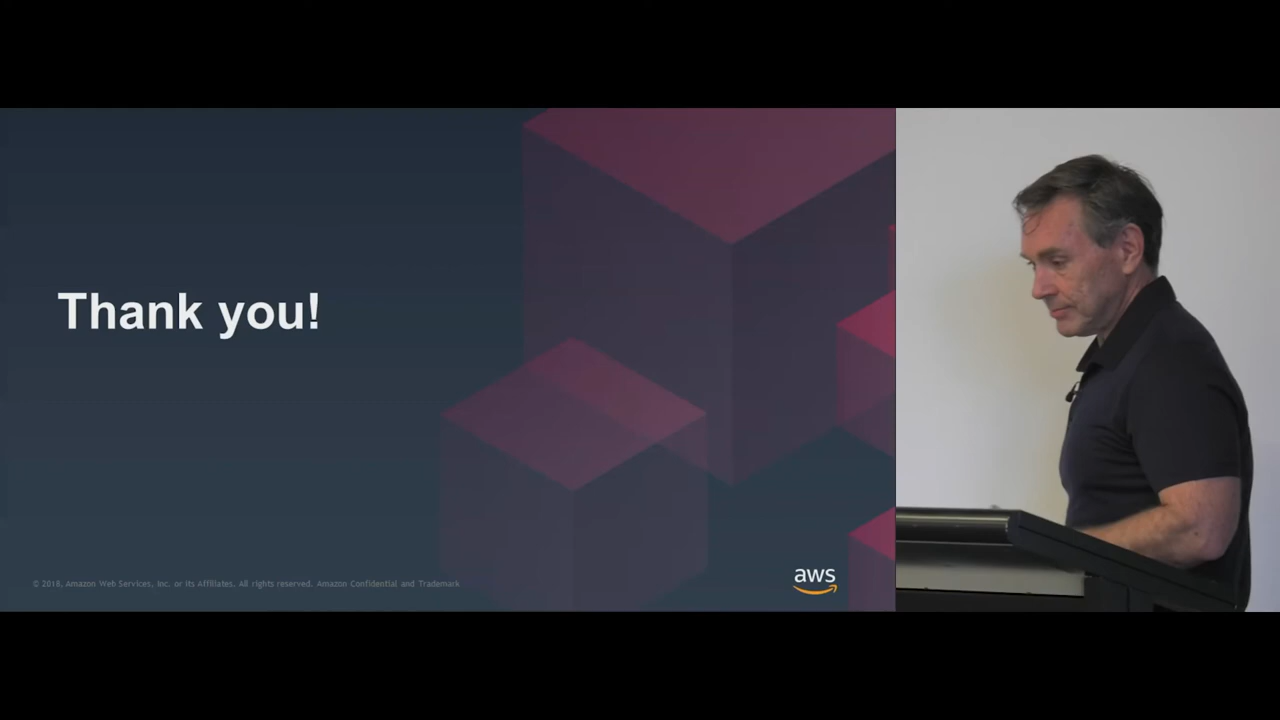 Thank you!
© 2018, Amazon Web Services, Inc. or its Affiliates. All rights reserved. Amazon Confidential and Trademark
aws